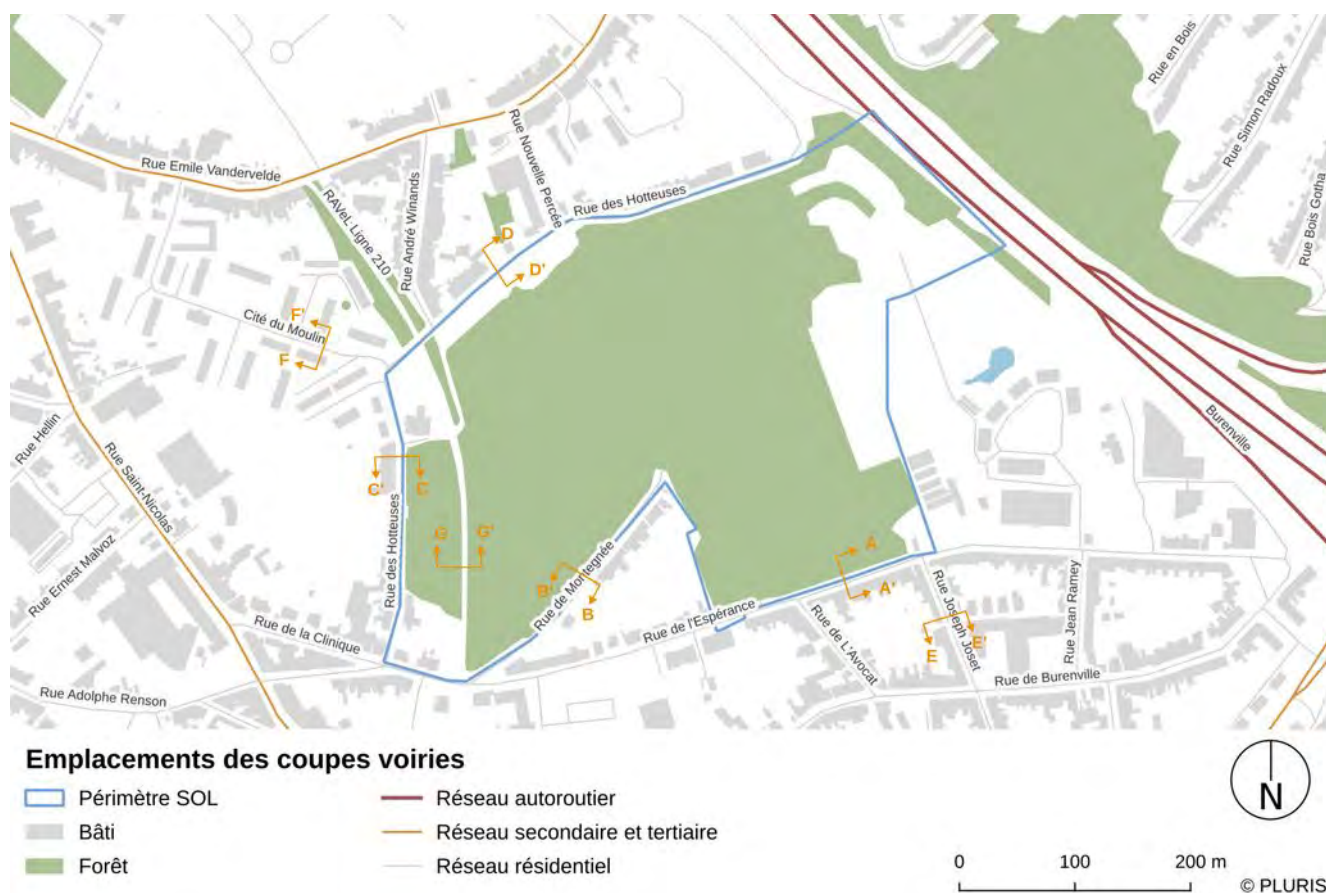 Rue en Bois
Rue Simon Radoux
Rue Bois Gotha
Rue Emile Vandervelde
RAVeL Ligne 210
Rue André Winands
Rue Nouvelle Percée
Rue des Hotteuses
D
D'
F'
Cité du Moulin
F
Rue Hellin
Rue Saint-Nicolas
Burenville
C'
C
Rue des Hotteuses
G
G'
Rue Ernest Malvoz
B'
B
Rue de Montegnée
A
A'
Rue de la Clinique
Rue de l'Espérance
Rue de L'Avocat
Rue Joseph Joset
E
E'
Rue Jean Ramey
Rue de Burenville
Rue Adolphe Renson
Emplacements des coupes voiries
Périmètre SOL
Bâti
Forêt
Réseau autoroutier
Réseau secondaire et tertiaire
Réseau résidentiel
N
0 100 200 m
© PLURIS